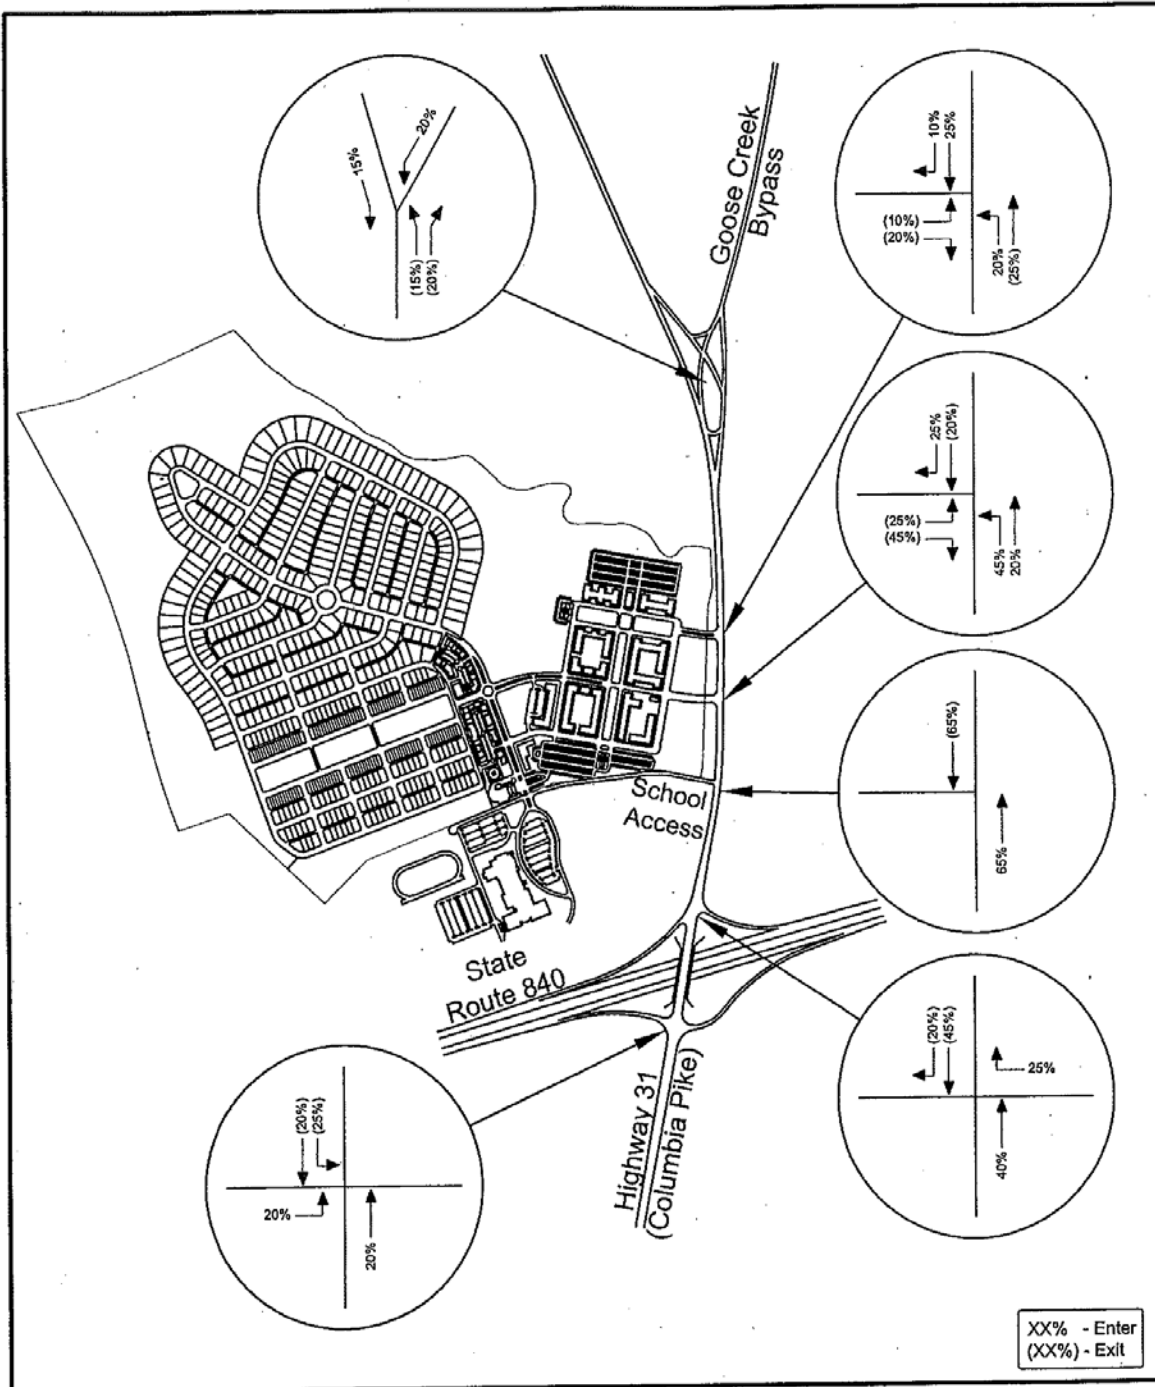 15%
20%
(15%)
(20%)
Goose Creek
Bypass
10%
25%
(10%)
(20%)
20%
(25%)
25%
(20%)
(25%)
(45%)
45%
20%
School
Access
(65%)
65%
State
Route 840
(20%)
(45%)
25%
40%
Highway 31
(Columbia Pike)
(20%)
(25%)
20%
20%
XX% - Enter
(XX%) - Exit